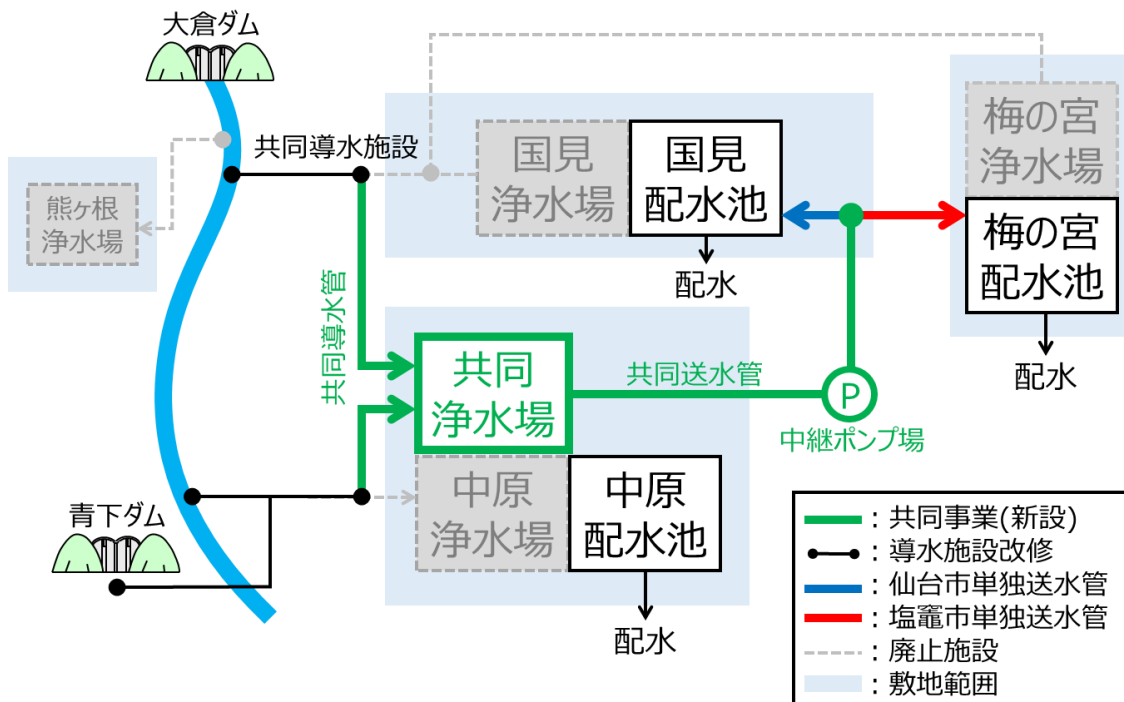 大倉ダム
共同導水施設
熊ヶ根
浄水場
国見
浄水場
国見
配水池
配水
梅の宮
浄水場
梅の宮
配水池
配水
共同導水管
共同
浄水場
共同送水管
P
中継ポンプ場
中原
浄水場
中原
配水池
配水
青下ダム
：共同事業(新設)
：導水施設改修
：仙台市単独送水管
：塩竈市単独送水管
：廃止施設
：敷地範囲